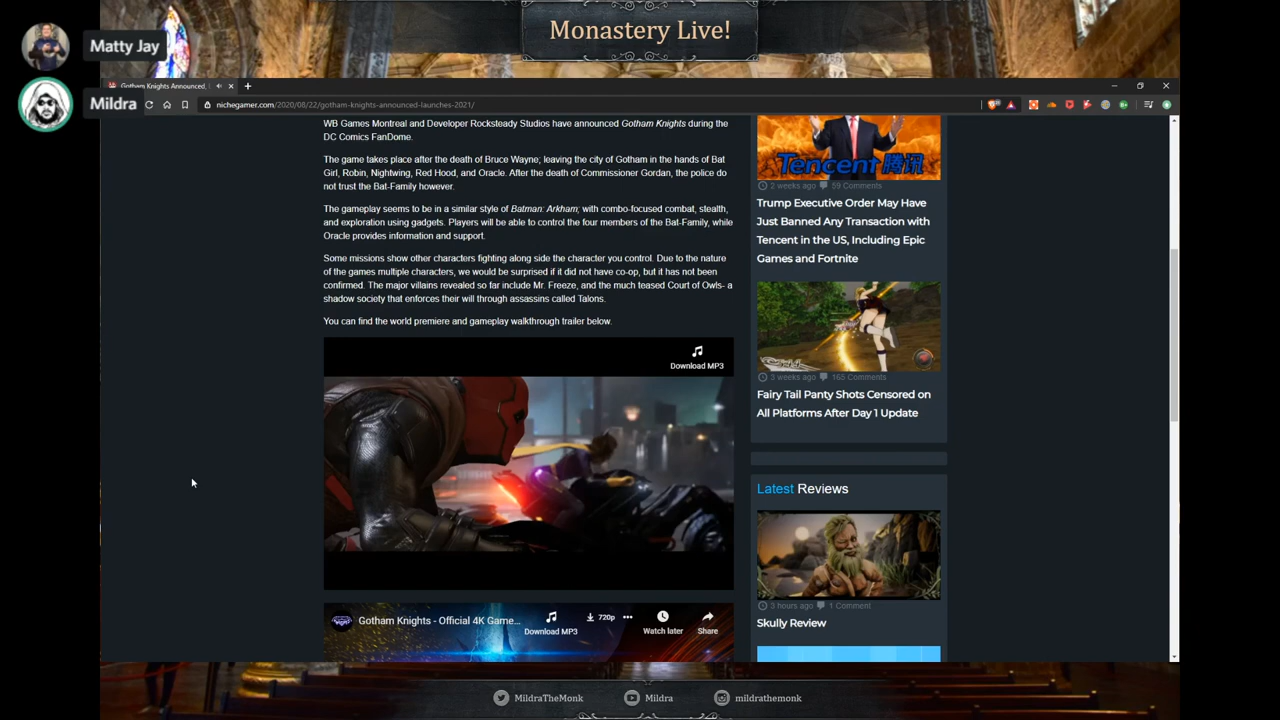 Monastery Live!
Matty Jay
Mildra
Gotham Knights Announced,
nichegamer.com/2020/08/22/gotham-knights-announced-launches-2021/
WB Games Montreal and Developer Rocksteady Studios have announced Gotham Knights during the
DC Comics FanDome.
The game takes place after the death of Bruce Wayne; leaving the city of Gotham in the hands of Bat
Girl, Robin, Nightwing, Red Hood, and Oracle. After the death of Commissioner Gordan, the police do
not trust the Bat-Family however.
The gameplay seems to be in a similar style of Batman: Arkham; with combo-focused combat, stealth,
and exploration using gadgets. Players will be able to control the four members of the Bat-Family, while
Oracle provides information and support.
Some missions show other characters fighting along side the character you control. Due to the nature
of the games multiple characters, we would be surprised if it did not have co-op, but it has not been
confirmed. The major villains revealed so far include Mr. Freeze, and the much teased Court of Owls- a
shadow society that enforces their will through assassins called Talons.
You can find the world premiere and gameplay walkthrough trailer below.
Download MP3
Gotham Knights - Official 4K Game...
Download MP3
720p
Watch later
Share
Tencent 腾讯
2 weeks ago 59 Comments
Trump Executive Order May Have
Just Banned Any Transaction with
Tencent in the US, Including Epic
Games and Fortnite
3 weeks ago 165 Comments
Fairy Tail Panty Shots Censored on
All Platforms After Day 1 Update
Latest Reviews
3 hours ago 1 Comment
Skully Review
MildraTheMonk
Mildra
mildrathemonk